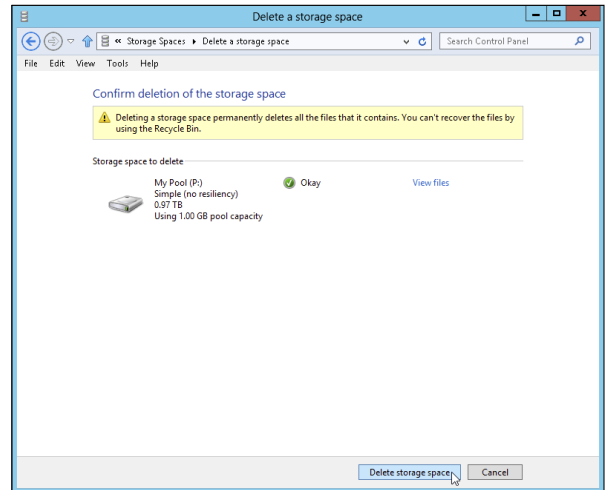 Delete a storage space
« Storage Spaces ▸ Delete a storage space
Search Control Panel
File Edit View Tools Help
Confirm deletion of the storage space
Deleting a storage space permanently deletes all the files that it contains. You can't recover the files by
using the Recycle Bin.
Storage space to delete
My Pool (P:) Okay View files
Simple (no resiliency)
0.97 TB
Using 1.00 GB pool capacity
Delete storage space Cancel